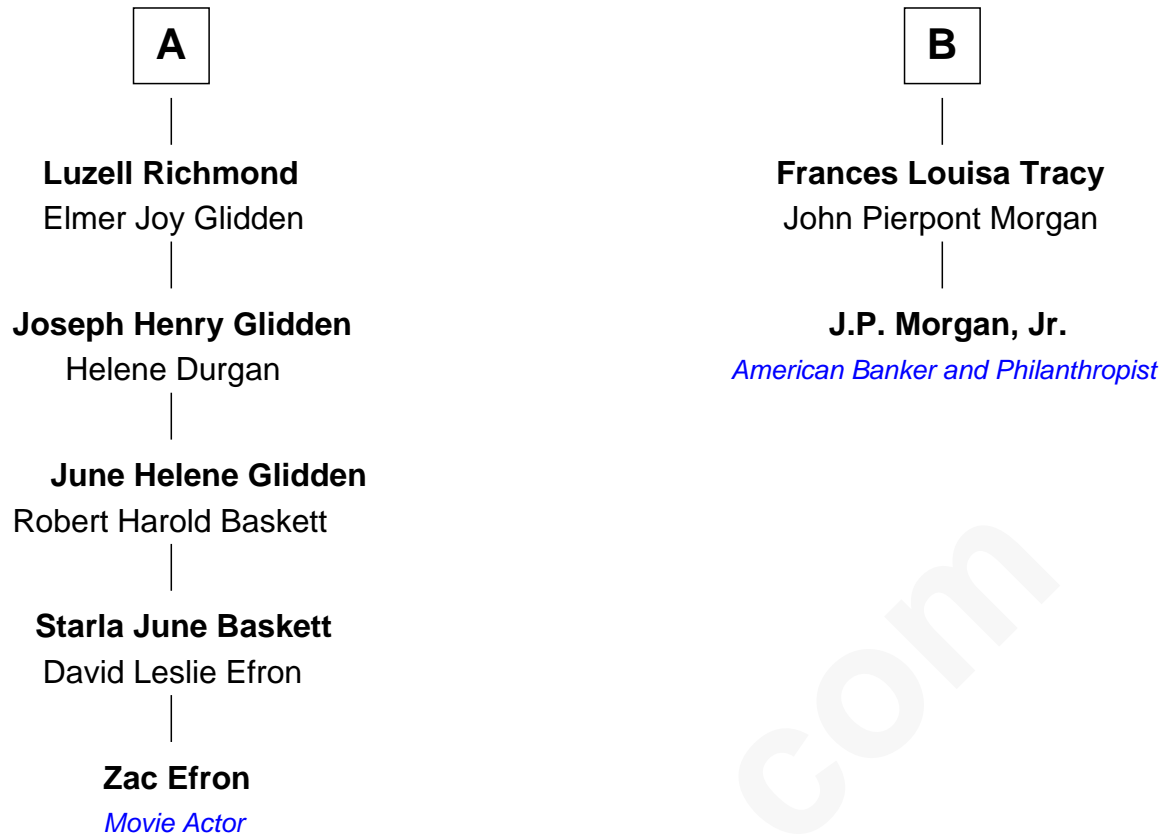 A
Luzell Richmond
Elmer Joy Glidden
Joseph Henry Glidden
Helene Durgan
June Helene Glidden
Robert Harold Baskett
Starla June Baskett
David Leslie Efron
Zac Efron
Movie Actor
B
Frances Louisa Tracy
John Pierpont Morgan
J.P. Morgan, Jr.
American Banker and Philanthropist
com